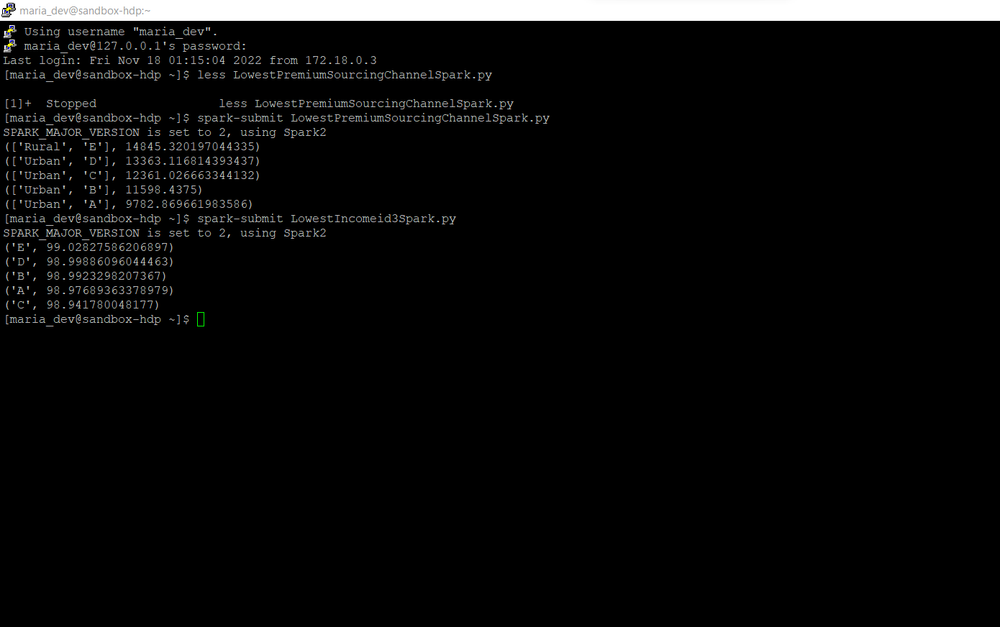 maria_dev@sandbox-hdp:~
Using username "maria_dev".
maria_dev@127.0.0.1's password:
Last login: Fri Nov 18 01:15:04 2022 from 172.18.0.3
[maria_dev@sandbox-hdp ~]$ less LowestPremiumSourcingChannelSpark.py
[1]+  Stopped                 less LowestPremiumSourcingChannelSpark.py
[maria_dev@sandbox-hdp ~]$ spark-submit LowestPremiumSourcingChannelSpark.py
SPARK_MAJOR_VERSION is set to 2, using Spark2
(['Rural', 'E'], 14845.320197044335)
(['Urban', 'D'], 13363.116814393437)
(['Urban', 'C'], 12361.026663344132)
(['Urban', 'B'], 11598.4375)
(['Urban', 'A'], 9782.869661983586)
[maria_dev@sandbox-hdp ~]$ spark-submit LowestIncomeid3Spark.py
SPARK_MAJOR_VERSION is set to 2, using Spark2
('E', 99.02827586206897)
('D', 98.99886096044463)
('B', 98.9923298207367)
('A', 98.97689363378979)
('C', 98.941780048177)
[maria_dev@sandbox-hdp ~]$